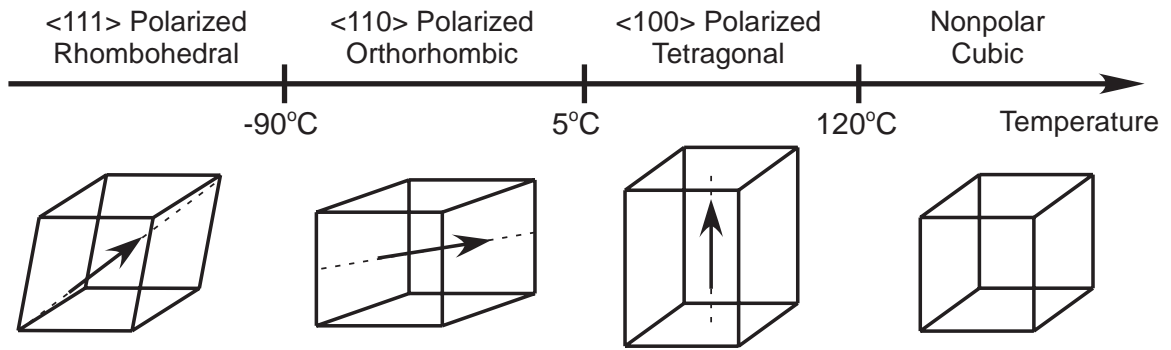 <111> Polarized
Rhombohedral
<110> Polarized
Orthorhombic
<100> Polarized
Tetragonal
Nonpolar
Cubic
-90°C
5°C
120°C
Temperature